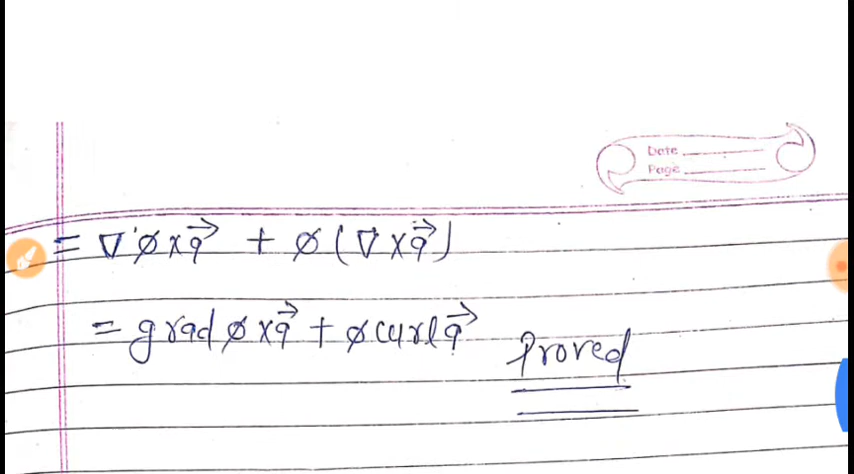 Date
Page
= ∇ϕ×q⃗ + ϕ(∇×q⃗)
= grad ϕ×q⃗ + ϕ curl q⃗ Proved